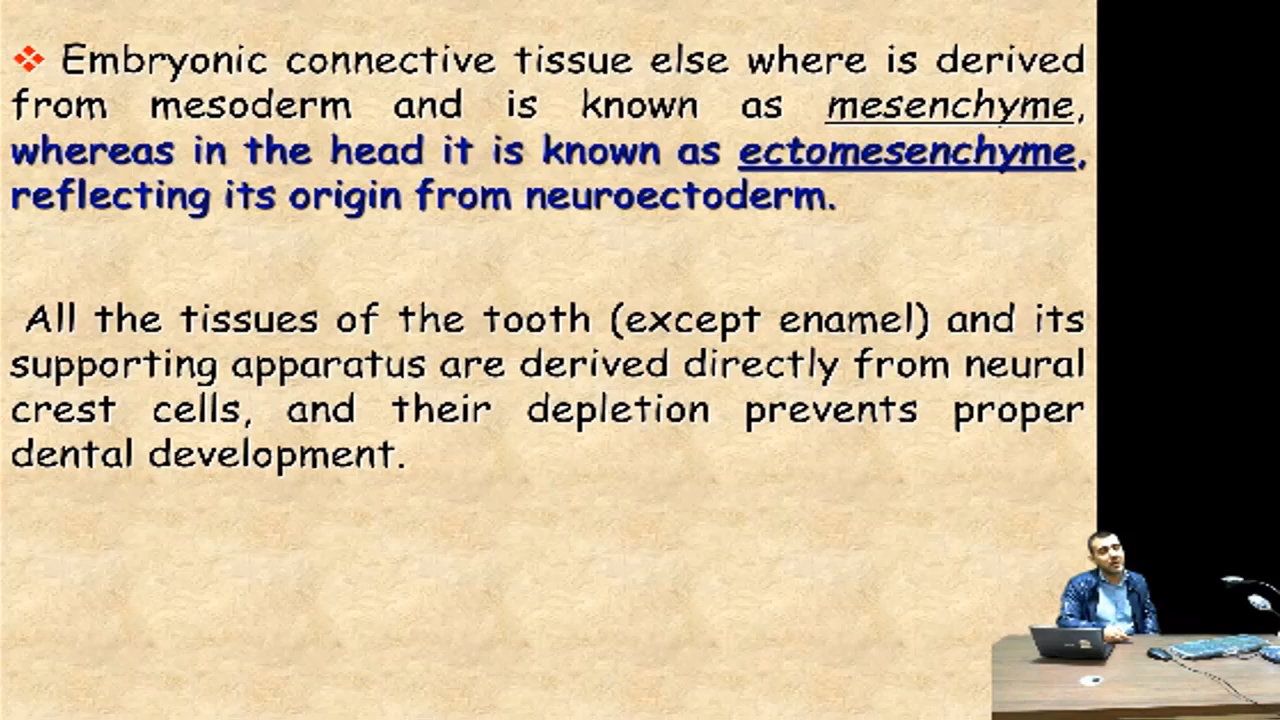 ❖ Embryonic connective tissue else where is derived
from mesoderm and is known as mesenchyme,
whereas in the head it is known as ectomesenchyme,
reflecting its origin from neuroectoderm.
All the tissues of the tooth (except enamel) and its
supporting apparatus are derived directly from neural
crest cells, and their depletion prevents proper
dental development.